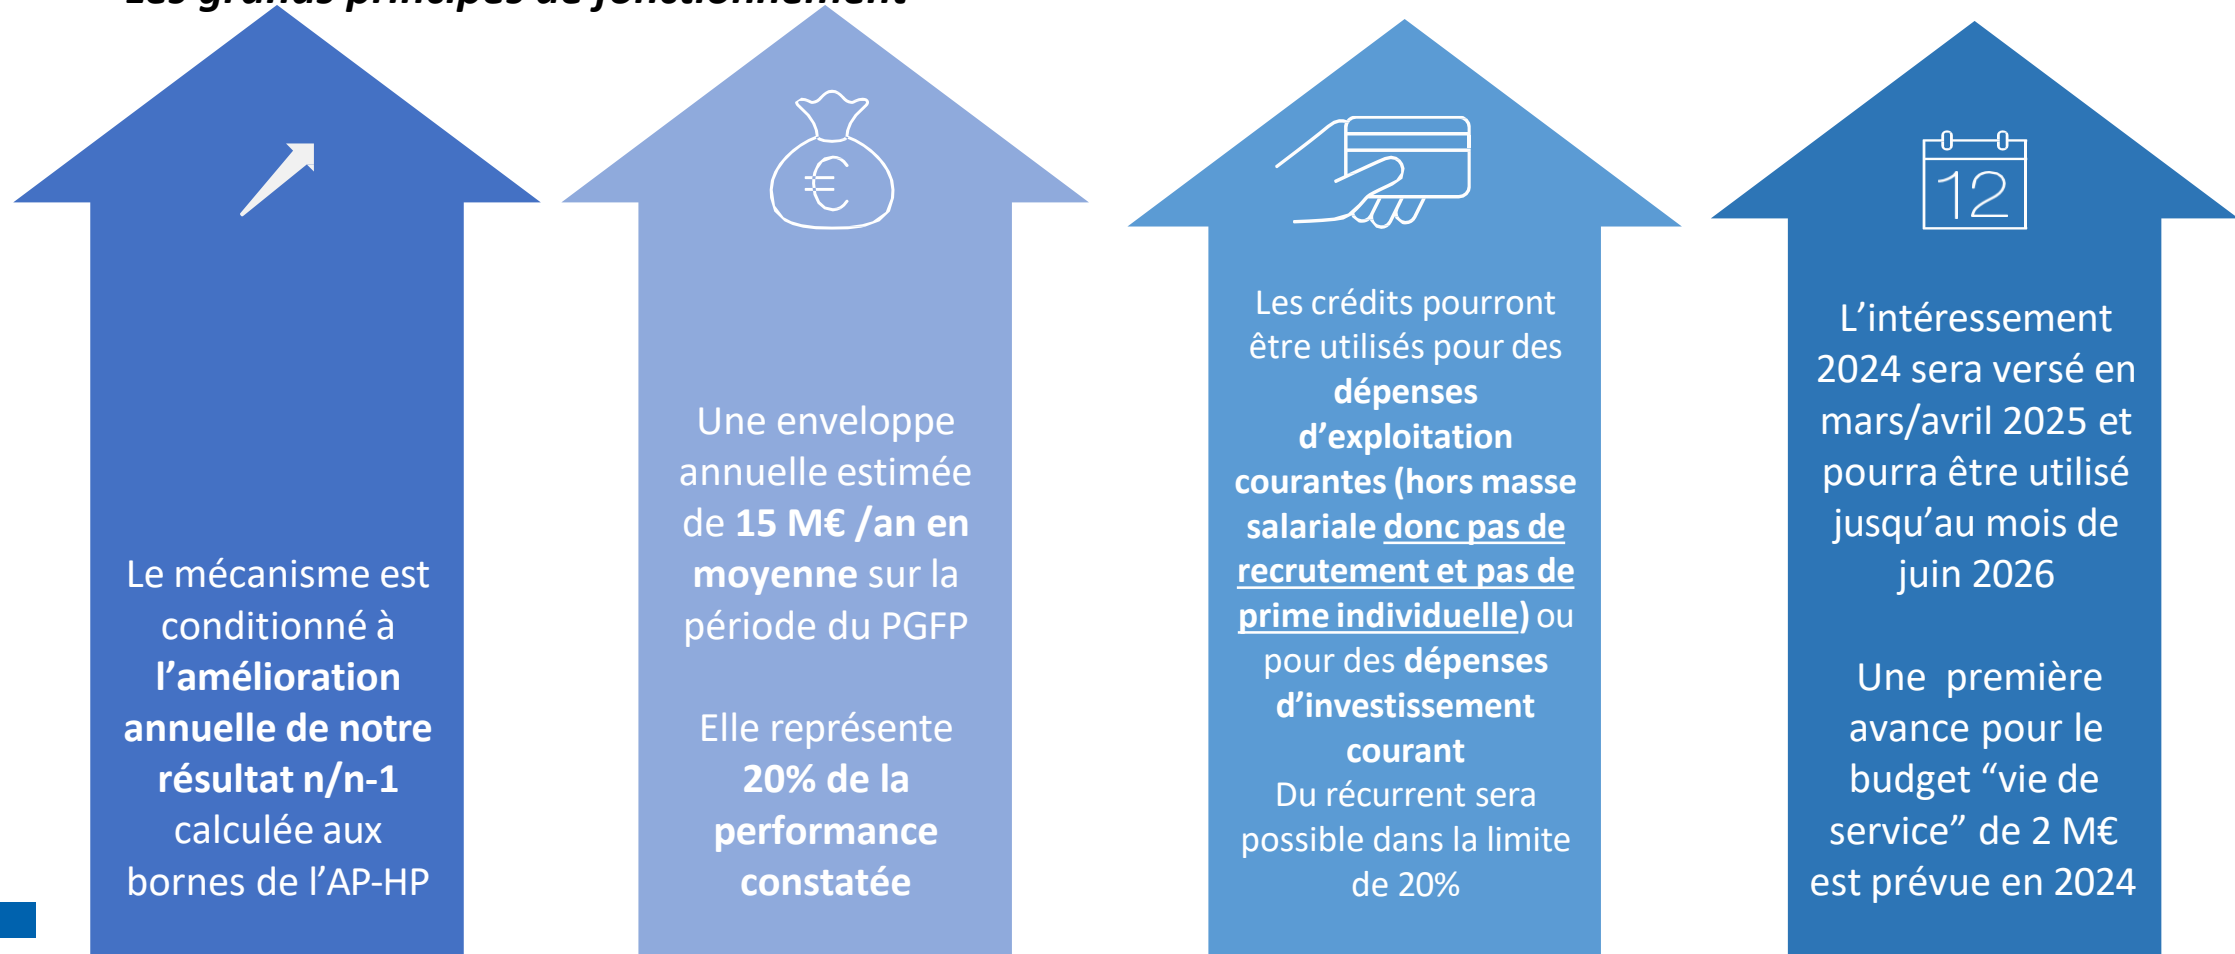 Les grands principes de fonctionnement
Le mécanisme est
conditionné à
l’amélioration
annuelle de notre
résultat n/n-1
calculée aux
bornes de l’AP-HP
€
Une enveloppe
annuelle estimée
de 15 M€ /an en
moyenne sur la
période du PGFP
Elle représente
20% de la
performance
constatée
Les crédits pourront
être utilisés pour des
dépenses
d’exploitation
courantes (hors masse
salariale donc pas de
recrutement et pas de
prime individuelle) ou
pour des dépenses
d’investissement
courant
Du récurrent sera
possible dans la limite
de 20%
12
L’intéressement
2024 sera versé en
mars/avril 2025 et
pourra être utilisé
jusqu’au mois de
juin 2026
Une  première
avance pour le
budget “vie de
service” de 2 M€
est prévue en 2024